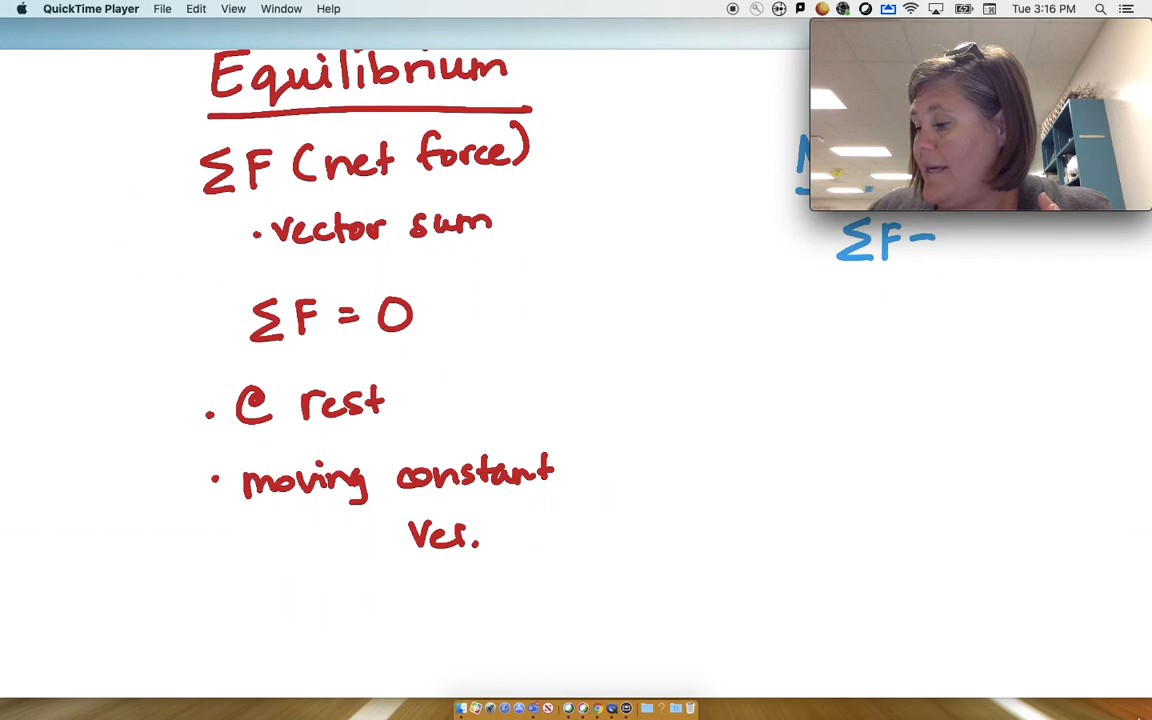 QuickTime Player File Edit View Window Help Tue 3:16 PM
Equilibrium
ΣF (net force)
• vector sum
ΣF = 0
• @ rest
• moving constant
Vel.
ΣF -